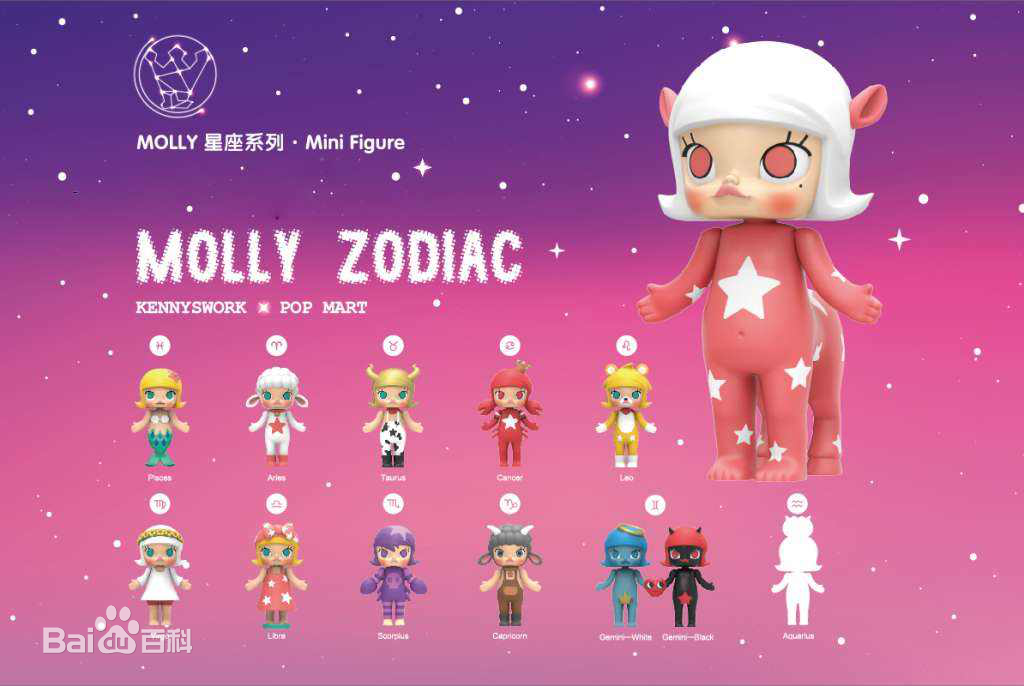 MOLLY 星座系列 · Mini Figure
MOLLY ZODIAC
KENNYSWORK × POP MART
Pisces
Aries
Taurus
Cancer
Leo
Libra
Scorpius
Capricorn
Gemini—White
Gemini—Black
Aquarius
Bai du 百科